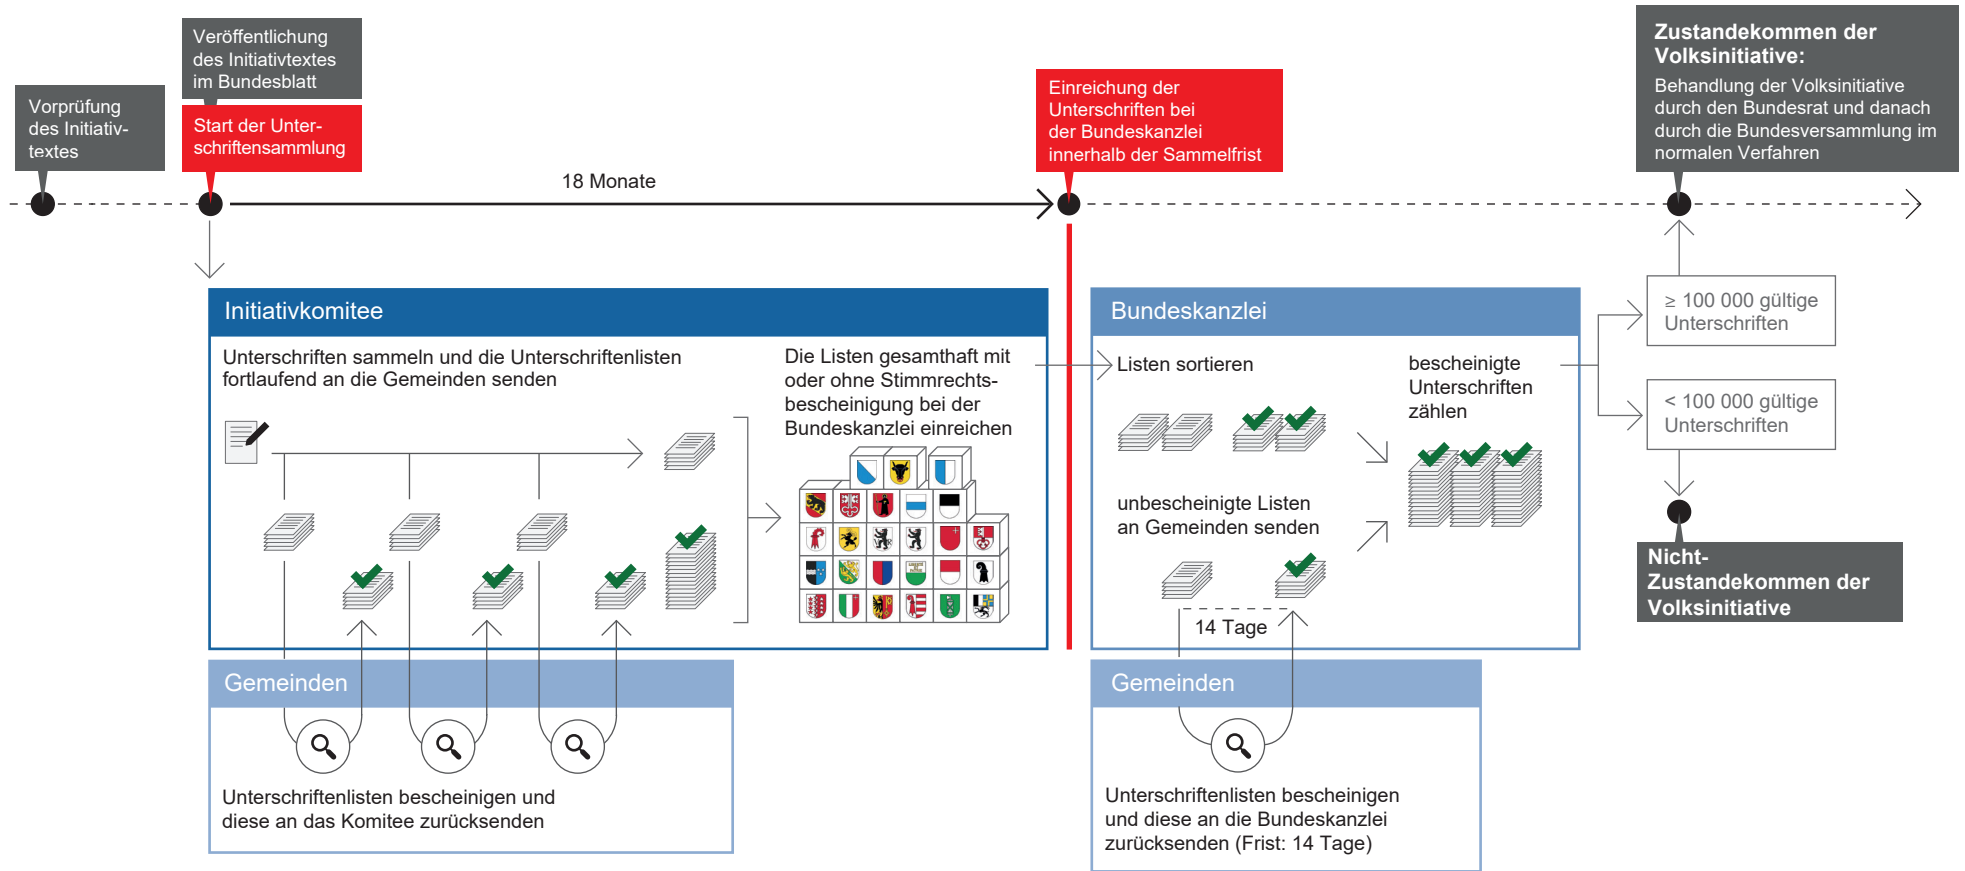 Vorprüfung
des Initiativ-
textes
Veröffentlichung
des Initiativtextes
im Bundesblatt
Start der Unter-
schriftensammlung
18 Monate
Einreichung der
Unterschriften bei
der Bundeskanzlei
innerhalb der Sammelfrist
Zustandekommen der
Volksinitiative:
Behandlung der Volksinitiative
durch den Bundesrat und danach
durch die Bundesversammlung im
normalen Verfahren
Initiativkomitee
Unterschriften sammeln und die Unterschriftenlisten
fortlaufend an die Gemeinden senden
Die Listen gesamthaft mit
oder ohne Stimmrechts-
bescheinigung bei der
Bundeskanzlei einreichen
Gemeinden
Unterschriftenlisten bescheinigen und
diese an das Komitee zurücksenden
Bundeskanzlei
Listen sortieren
unbescheinigte Listen
an Gemeinden senden
14 Tage
bescheinigte
Unterschriften
zählen
Gemeinden
Unterschriftenlisten bescheinigen
und diese an die Bundeskanzlei
zurücksenden (Frist: 14 Tage)
≥ 100 000 gültige
Unterschriften
< 100 000 gültige
Unterschriften
Nicht-
Zustandekommen der
Volksinitiative